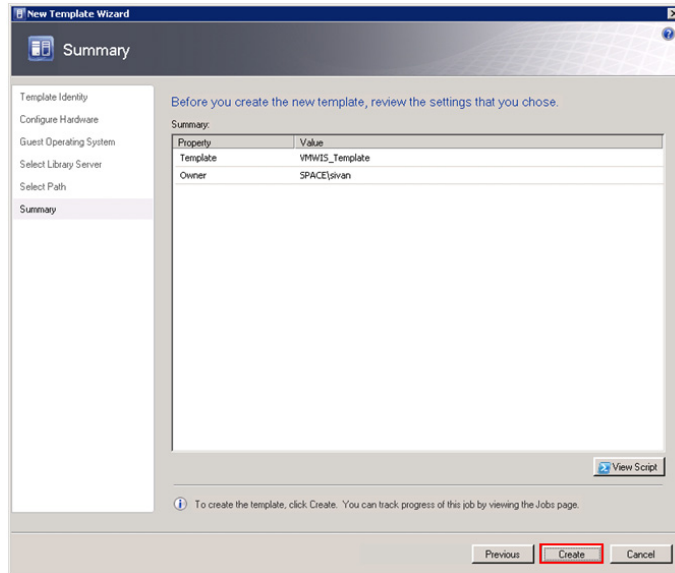 New Template Wizard
Summary
Template Identity
Configure Hardware
Guest Operating System
Select Library Server
Select Path
Summary
Before you create the new template, review the settings that you chose.
Summary:
Property Value
Template VMWIS_Template
Owner SPACE\sivan
View Script
To create the template, click Create. You can track progress of this job by viewing the Jobs page.
Previous Create Cancel